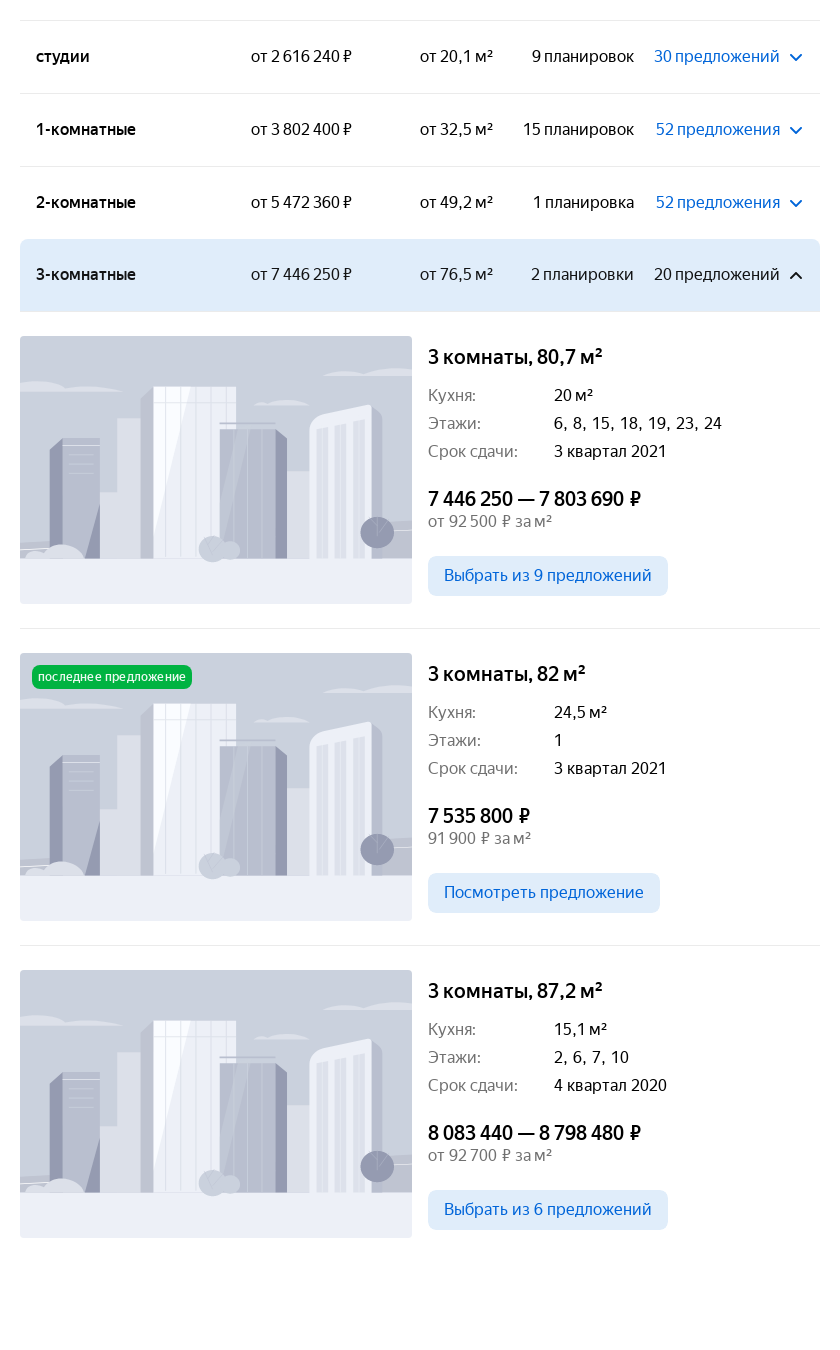 студии от 2 616 240 ₽ от 20,1 м² 9 планировок 30 предложений
1-комнатные от 3 802 400 ₽ от 32,5 м² 15 планировок 52 предложения
2-комнатные от 5 472 360 ₽ от 49,2 м² 1 планировка 52 предложения
3-комнатные от 7 446 250 ₽ от 76,5 м² 2 планировки 20 предложений
3 комнаты, 80,7 м²
Кухня: 20 м²
Этажи: 6, 8, 15, 18, 19, 23, 24
Срок сдачи: 3 квартал 2021
7 446 250 — 7 803 690 ₽
от 92 500 ₽ за м²
Выбрать из 9 предложений
последнее предложение
3 комнаты, 82 м²
Кухня: 24,5 м²
Этажи: 1
Срок сдачи: 3 квартал 2021
7 535 800 ₽
91 900 ₽ за м²
Посмотреть предложение
3 комнаты, 87,2 м²
Кухня: 15,1 м²
Этажи: 2, 6, 7, 10
Срок сдачи: 4 квартал 2020
8 083 440 — 8 798 480 ₽
от 92 700 ₽ за м²
Выбрать из 6 предложений